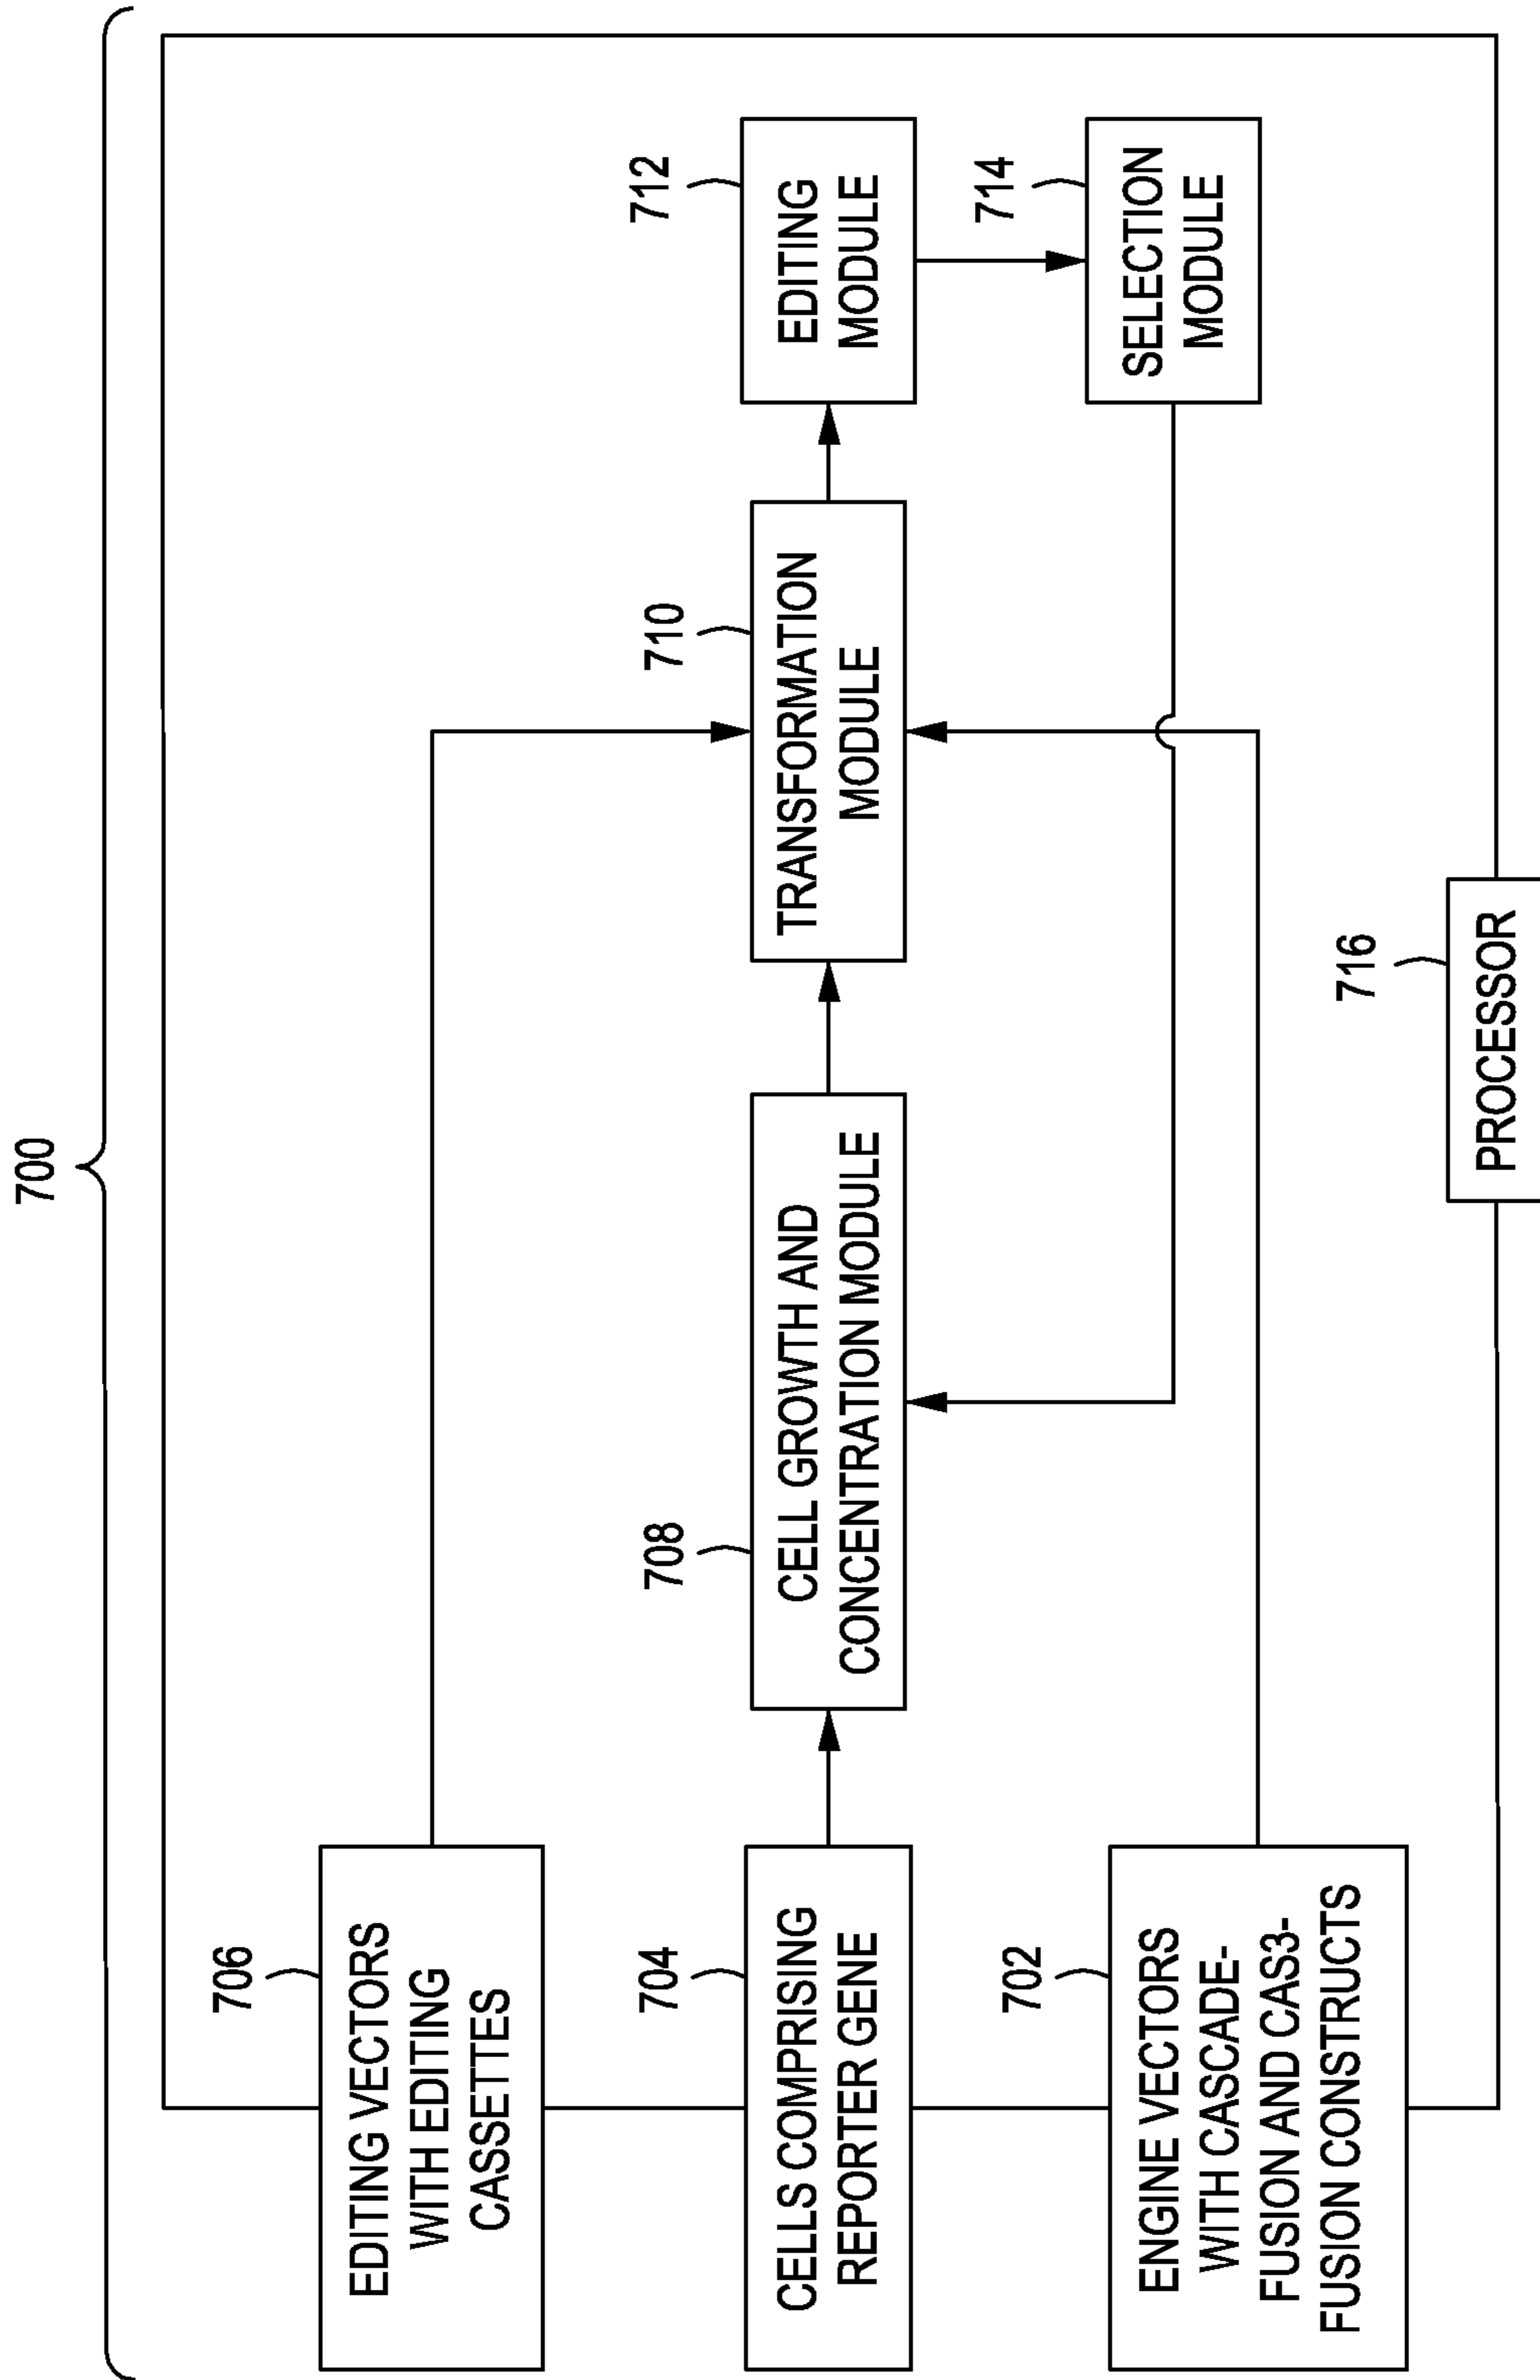 700
706
EDITING VECTORS
WITH EDITING
CASSETTES
704
CELLS COMPRISING
REPORTER GENE
702
ENGINE VECTORS
WITH CASCADE-
FUSION AND CAS3-
FUSION CONSTRUCTS
708
CELL GROWTH AND
CONCENTRATION MODULE
710
TRANSFORMATION
MODULE
712
EDITING
MODULE
714
SELECTION
MODULE
716
PROCESSOR